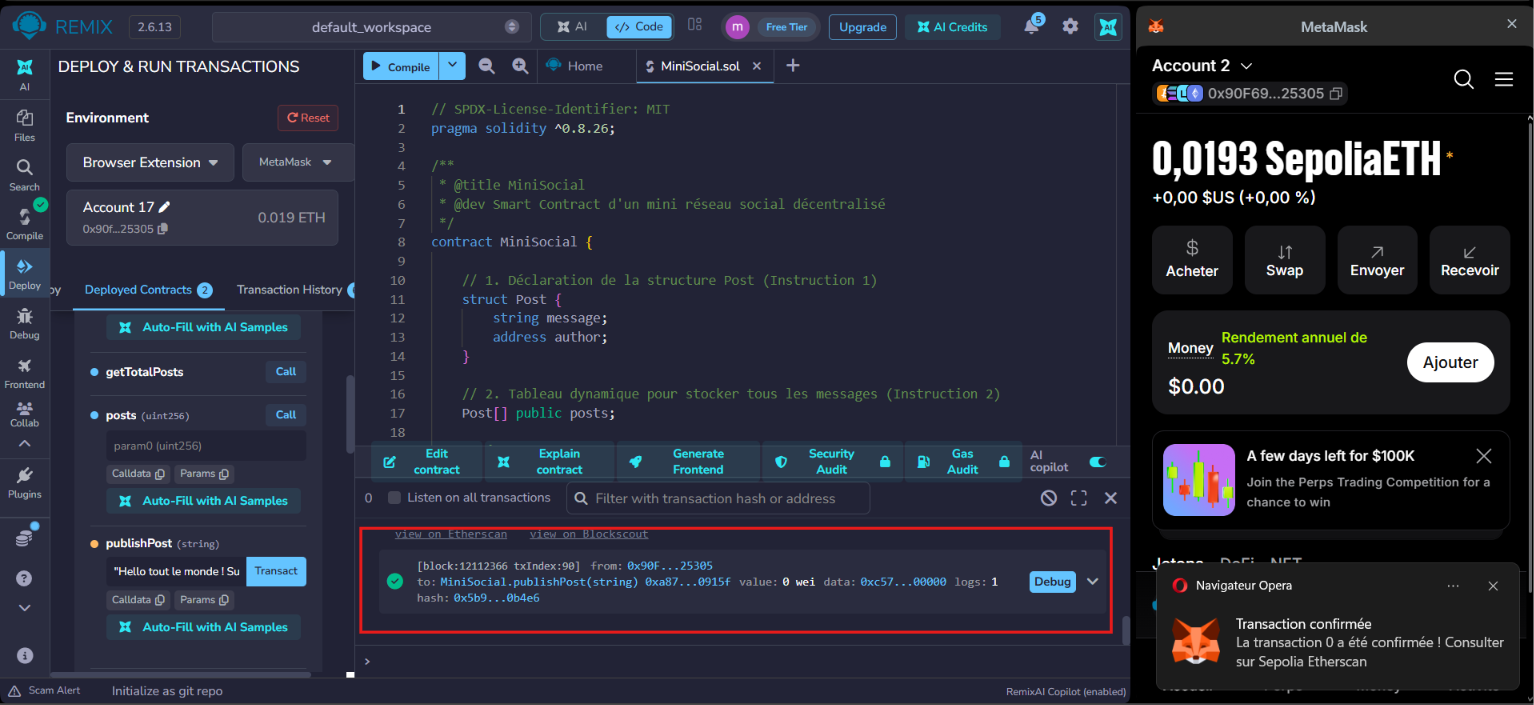 REMIX 2.6.13
default_workspace
AI
Code
m
Free Tier
Upgrade
AI Credits
5
DEPLOY & RUN TRANSACTIONS
AI
Files
Search
Compile
Deploy
Debug
Frontend
Collab
Plugins
Environment
Reset
Browser Extension
MetaMask
Account 17
0x90f...25305
0.019 ETH
Deployed Contracts 2
Transaction History
Auto-Fill with AI Samples
getTotalPosts
Call
posts (uint256)
Call
param0 (uint256)
Calldata
Params
Auto-Fill with AI Samples
publishPost (string)
"Hello tout le monde ! Su
Transact
Calldata
Params
Auto-Fill with AI Samples
Compile
Home
MiniSocial.sol
1 // SPDX-License-Identifier: MIT
2 pragma solidity ^0.8.26;
3
4 /**
5 * @title MiniSocial
6 * @dev Smart Contract d'un mini réseau social décentralisé
7 */
8 contract MiniSocial {
9
10 // 1. Déclaration de la structure Post (Instruction 1)
11 struct Post {
12 string message;
13 address author;
14 }
15
16 // 2. Tableau dynamique pour stocker tous les messages (Instruction 2)
17 Post[] public posts;
18
Edit contract
Explain contract
Generate Frontend
Security Audit
Gas Audit
AI copilot
0
Listen on all transactions
Filter with transaction hash or address
view on Etherscan view on Blockscout
[block:12112366 txIndex:90] from: 0x90F...25305
to: MiniSocial.publishPost(string) 0xa87...0915f value: 0 wei data: 0xc57...00000 logs: 1
hash: 0x5b9...0b4e6
Debug
>
Scam Alert
Initialize as git repo
RemixAI Copilot (enabled)
MetaMask
Account 2
0x90F69...25305
0,0193 SepoliaETH *
+0,00 $US (+0,00 %)
Acheter
Swap
Envoyer
Recevoir
Money
Rendement annuel de
5.7%
$0.00
Ajouter
A few days left for $100K
Join the Perps Trading Competition for a
chance to win
Navigateur Opera
Transaction confirmée
La transaction 0 a été confirmée ! Consulter
sur Sepolia Etherscan